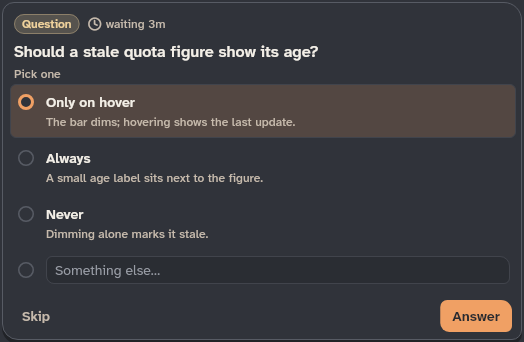 Question waiting 3m
Should a stale quota figure show its age?
Pick one
Only on hover
The bar dims; hovering shows the last update.
Always
A small age label sits next to the figure.
Never
Dimming alone marks it stale.
Something else...
Skip Answer